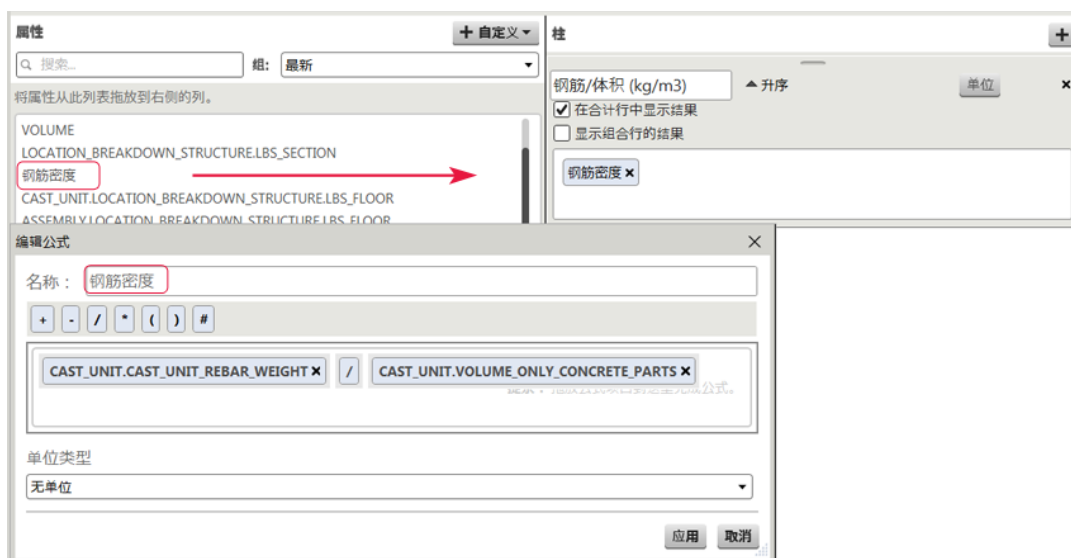 属性
+ 自定义
搜索...
组:
最新
将属性从此列表拖放到右侧的列。
VOLUME
LOCATION_BREAKDOWN_STRUCTURE.LBS_SECTION
钢筋密度
CAST_UNIT.LOCATION_BREAKDOWN_STRUCTURE.LBS_FLOOR
ASSEMBLY.LOCATION_BREAKDOWN_STRUCTURE.LBS_FLOOR
柱
+
钢筋/体积 (kg/m3)
升序
单位
×
在合计行中显示结果
显示组合行的结果
钢筋密度 ×
编辑公式
×
名称：
钢筋密度
+ - / * ( ) #
CAST_UNIT.CAST_UNIT_REBAR_WEIGHT × / CAST_UNIT.VOLUME_ONLY_CONCRETE_PARTS ×
单位类型
无单位
应用 取消